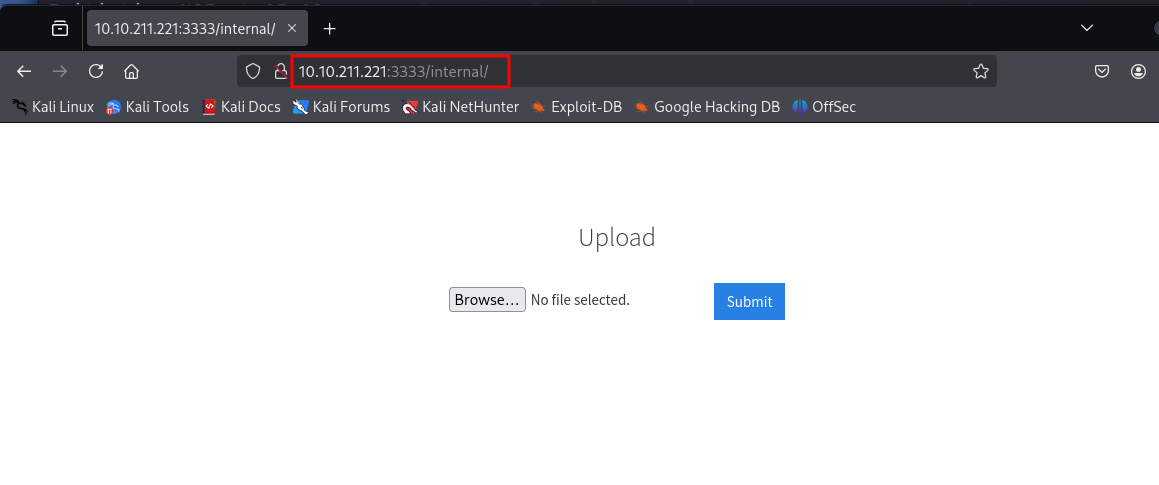 10.10.211.221:3333/internal/
10.10.211.221:3333/internal/
Kali Linux Kali Tools Kali Docs Kali Forums Kali NetHunter Exploit-DB Google Hacking DB OffSec
Upload
Browse... No file selected. Submit